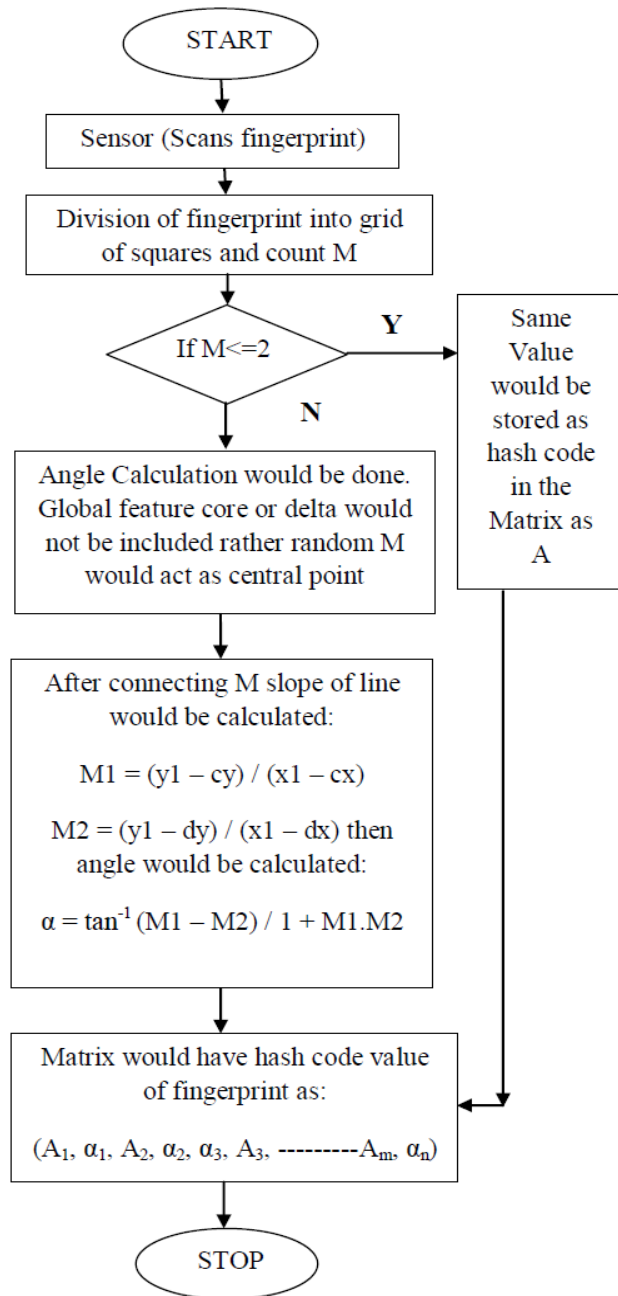 START
Sensor (Scans fingerprint)
Division of fingerprint into grid
of squares and count M
If M<=2
Y
N
Same
Value
would be
stored as
hash code
in the
Matrix as
A
Angle Calculation would be done.
Global feature core or delta would
not be included rather random M
would act as central point
After connecting M slope of line
would be calculated:
M1 = (y1 – cy) / (x1 – cx)
M2 = (y1 – dy) / (x1 – dx) then
angle would be calculated:
α = tan⁻¹ (M1 – M2) / 1 + M1.M2
Matrix would have hash code value
of fingerprint as:
(A₁, α₁, A₂, α₂, α₃, A₃, ---------Aₘ, αₙ)
STOP